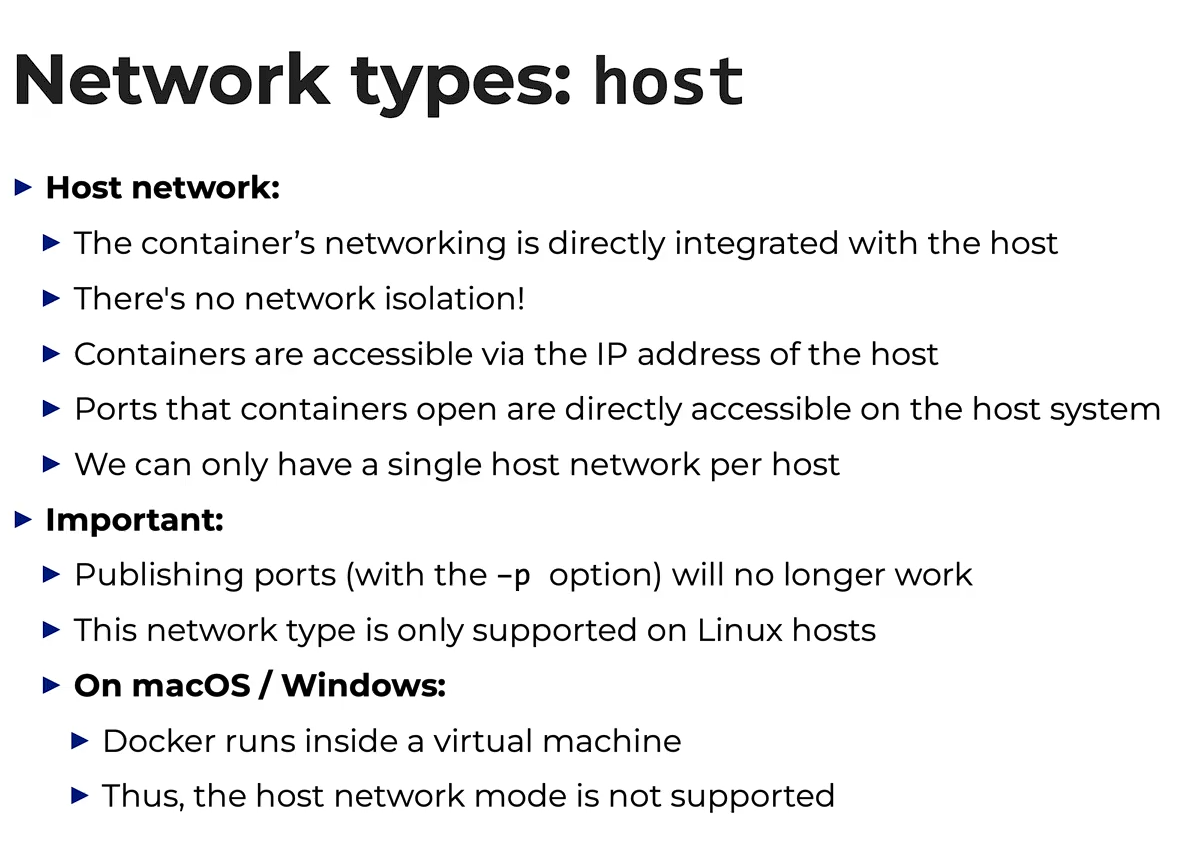 Network types: host
Host network:
The container’s networking is directly integrated with the host
There's no network isolation!
Containers are accessible via the IP address of the host
Ports that containers open are directly accessible on the host system
We can only have a single host network per host
Important:
Publishing ports (with the -p option) will no longer work
This network type is only supported on Linux hosts
On macOS / Windows:
Docker runs inside a virtual machine
Thus, the host network mode is not supported